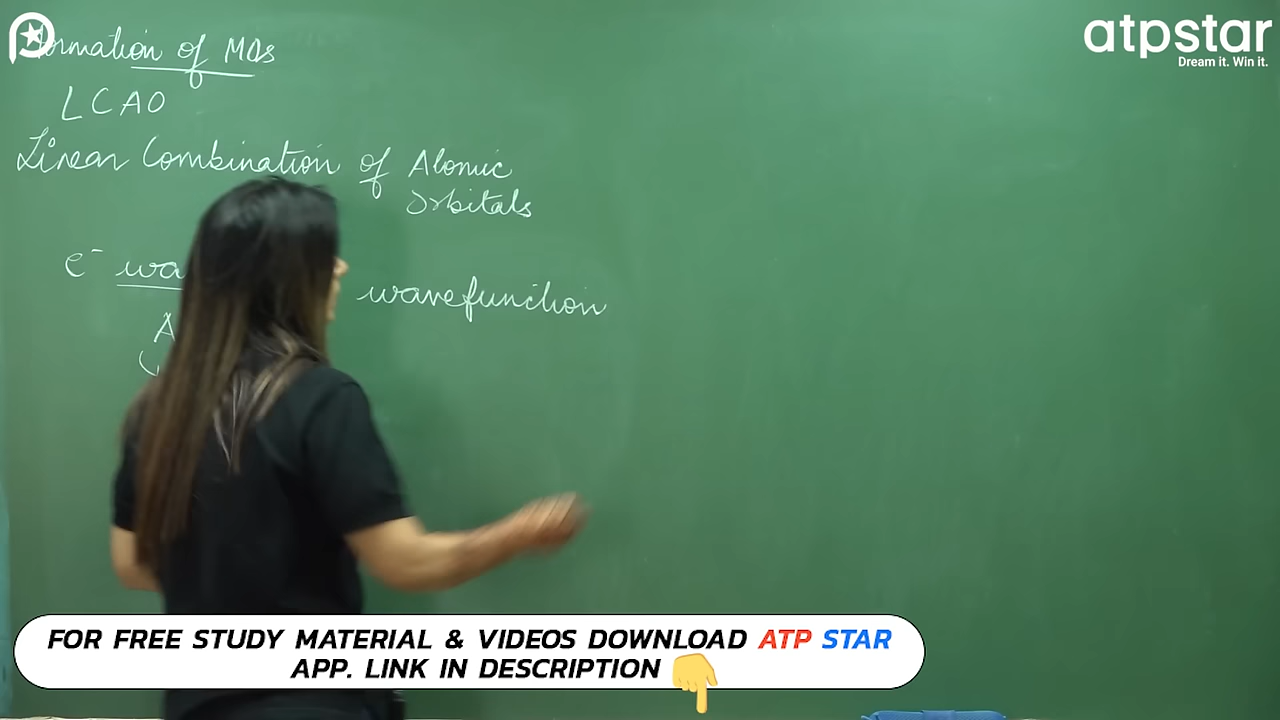 formation of MOs
LCAO
Linear Combination of Atomic
orbitals
e⁻
wavefunction
A
atpstar
Dream it. Win it.
FOR FREE STUDY MATERIAL & VIDEOS DOWNLOAD ATP STAR
APP. LINK IN DESCRIPTION